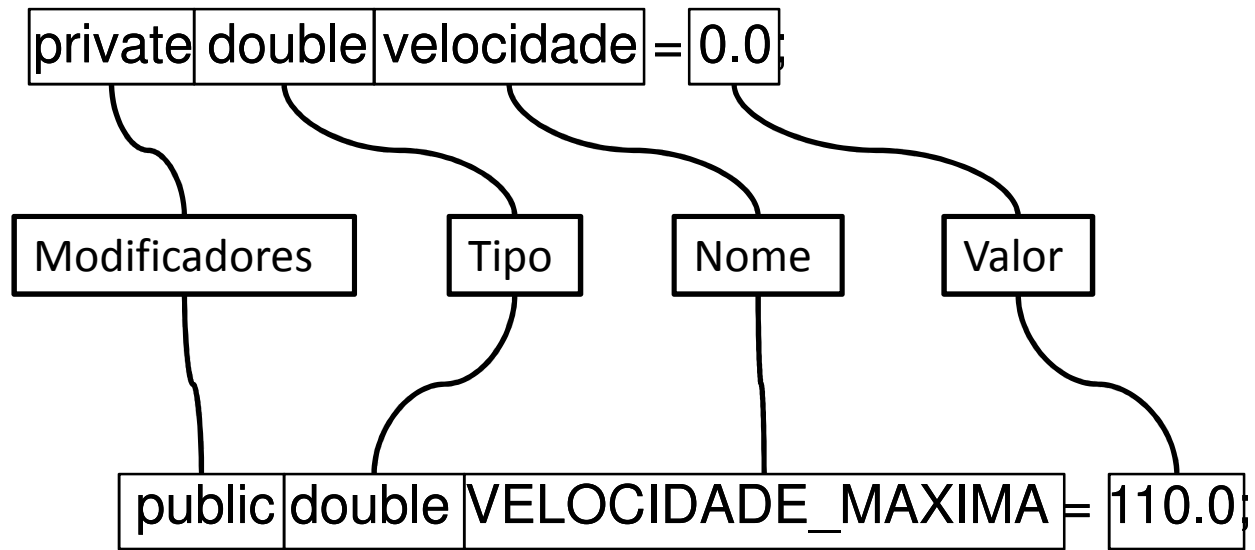 private double velocidade = 0.0;
Modificadores Tipo Nome Valor
public double VELOCIDADE_MAXIMA = 110.0;